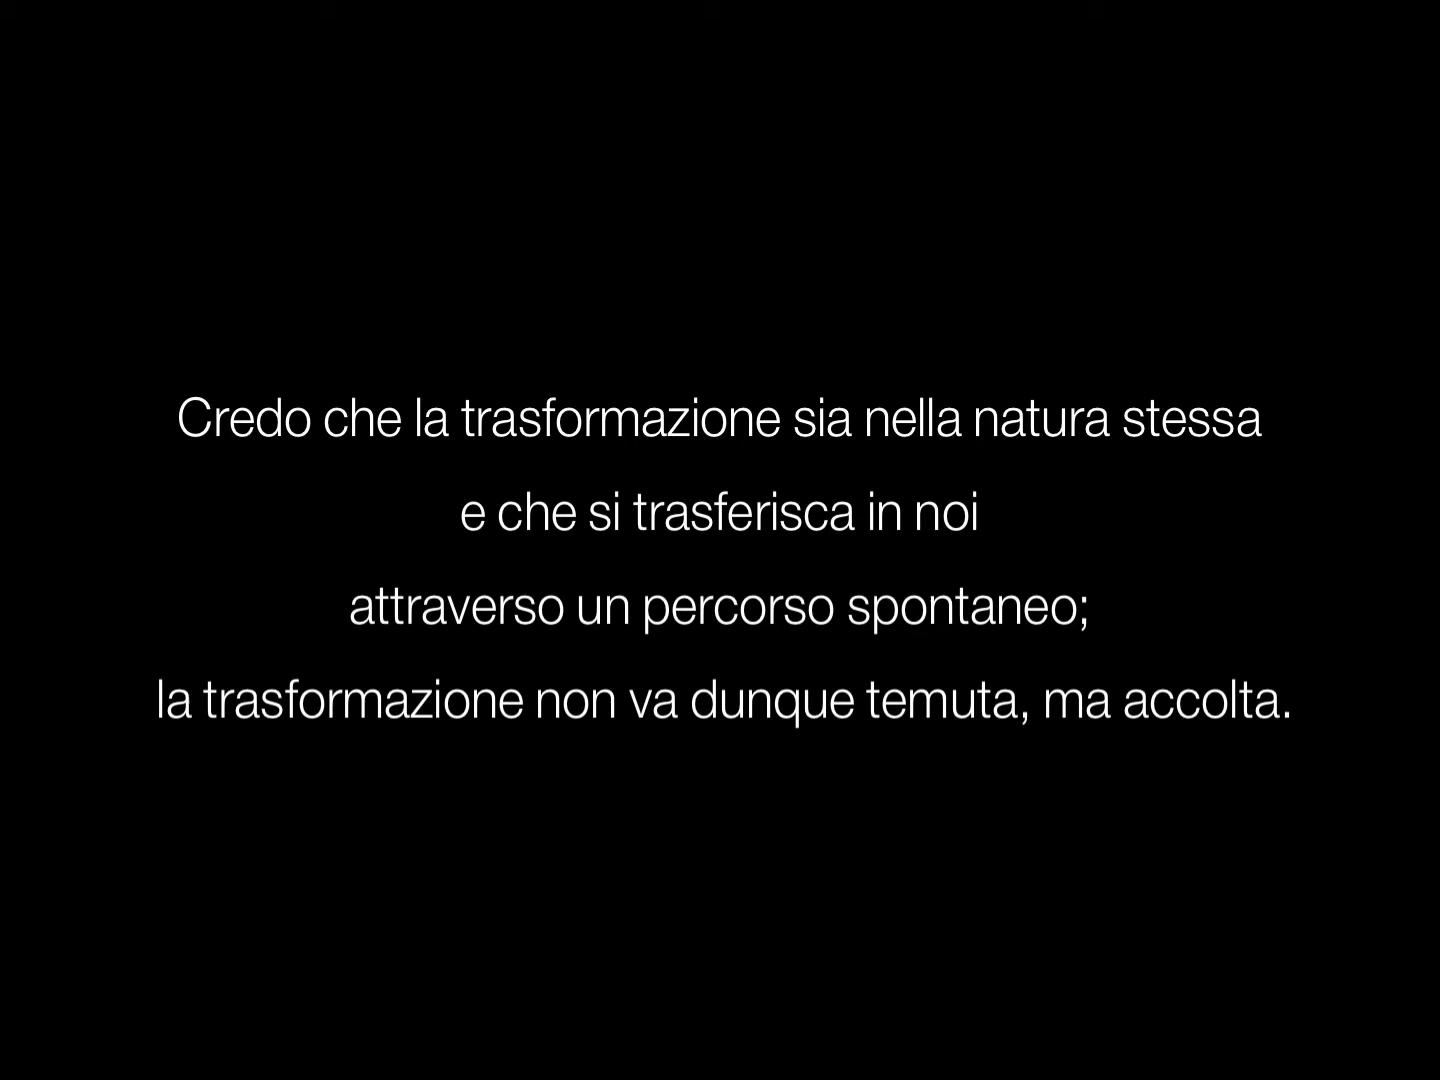 Credo che la trasformazione sia nella natura stessa
e che si trasferisca in noi
attraverso un percorso spontaneo;
la trasformazione non va dunque temuta, ma accolta.